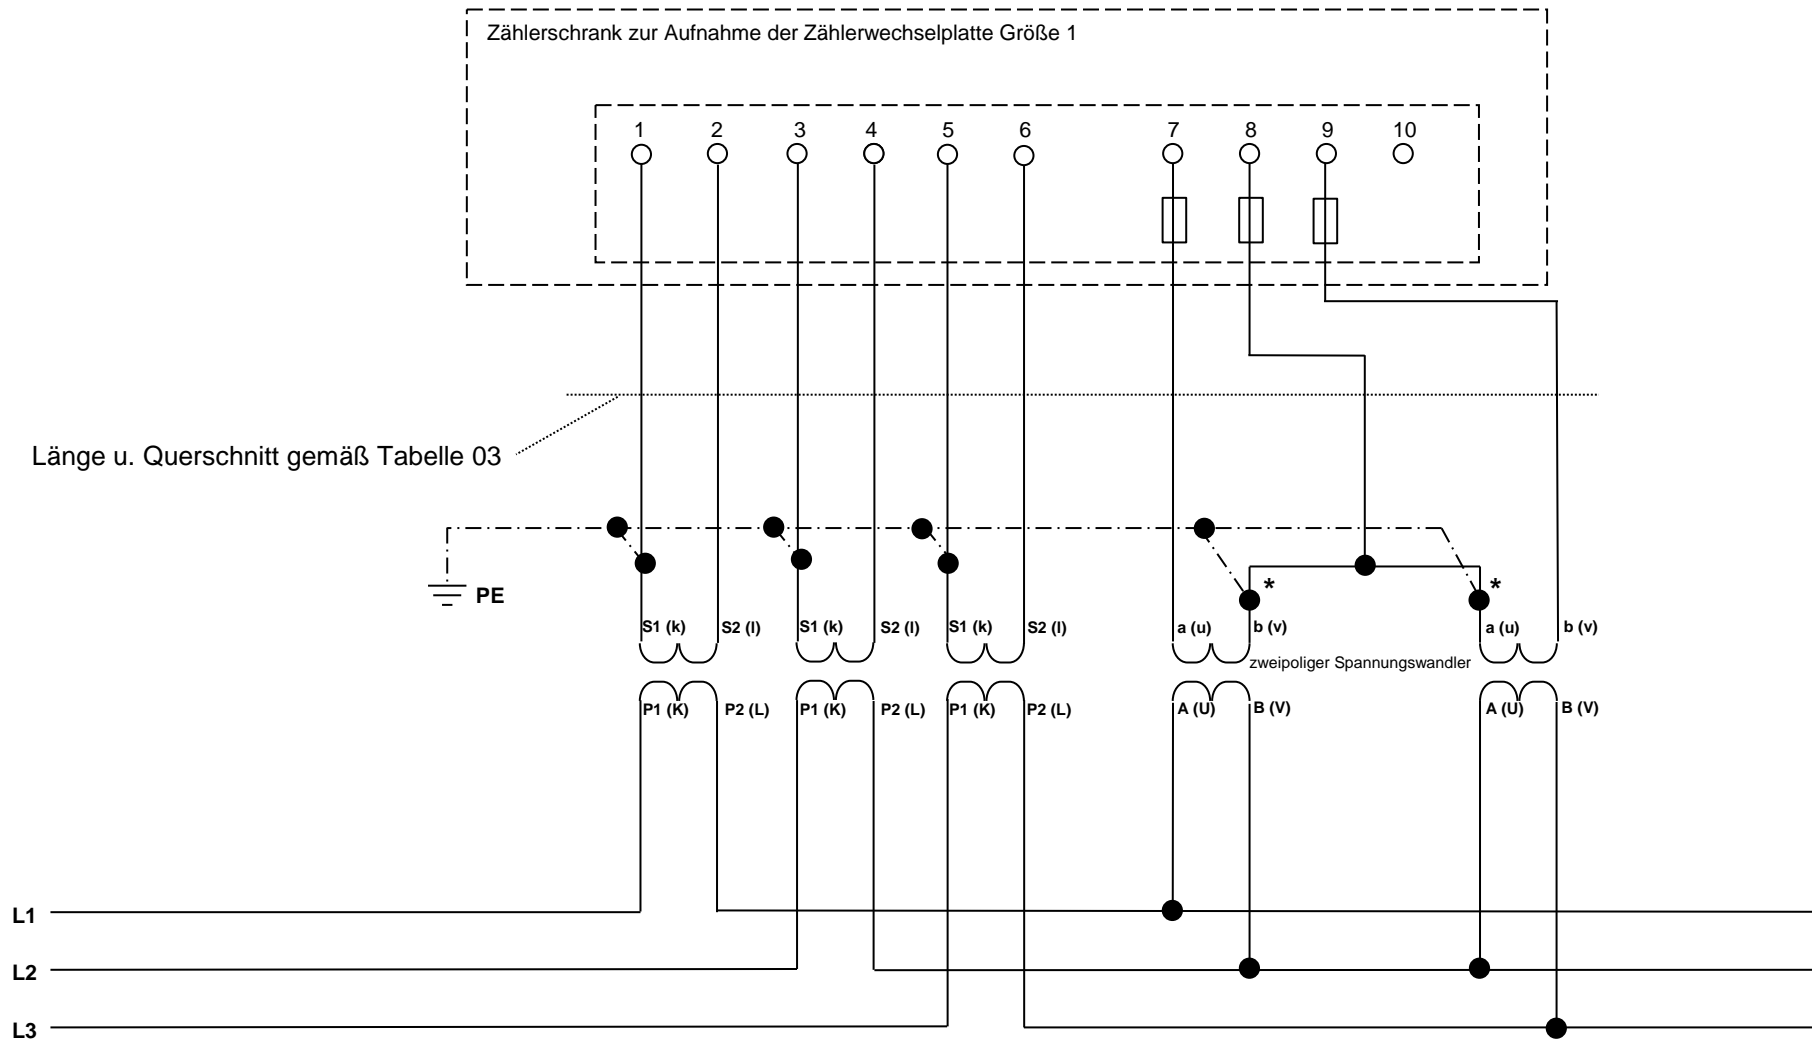 Zählerschrank zur Aufnahme der Zählerwechselplatte Größe 1
1 2 3 4 5 6 7 8 9 10
Länge u. Querschnitt gemäß Tabelle 03
PE
* *
S1 (k) S2 (l) S1 (k) S2 (l) S1 (k) S2 (l) a (u) b (v) a (u) b (v)
zweipoliger Spannungswandler
P1 (K) P2 (L) P1 (K) P2 (L) P1 (K) P2 (L) A (U) B (V) A (U) B (V)
L1
L2
L3